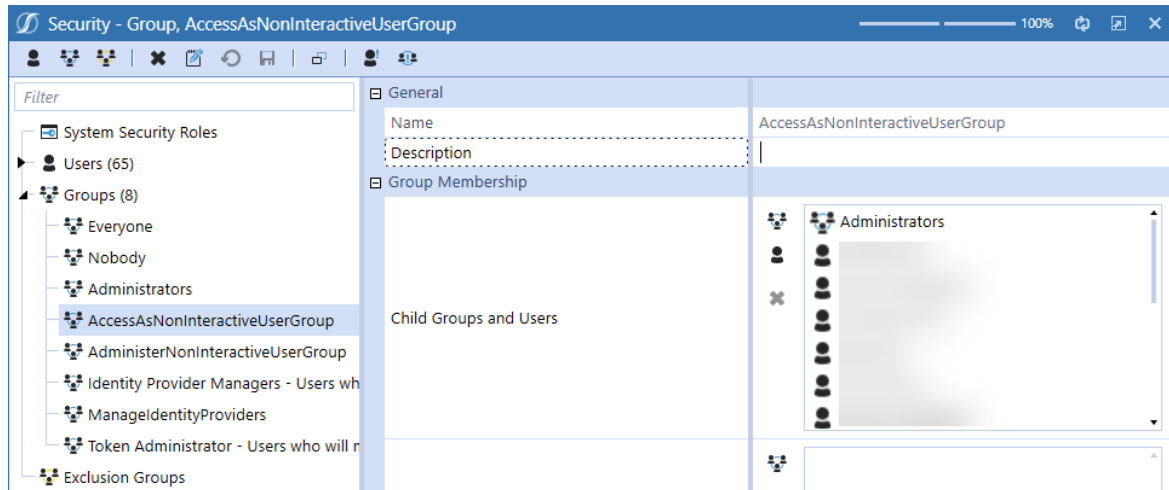 Security - Group, AccessAsNonInteractiveUserGroup
100%
Filter
System Security Roles
Users (65)
Groups (8)
Everyone
Nobody
Administrators
AccessAsNonInteractiveUserGroup
AdministerNonInteractiveUserGroup
Identity Provider Managers - Users wh
ManageIdentityProviders
Token Administrator - Users who will
Exclusion Groups
General
Name
AccessAsNonInteractiveUserGroup
Description
Group Membership
Child Groups and Users
Administrators